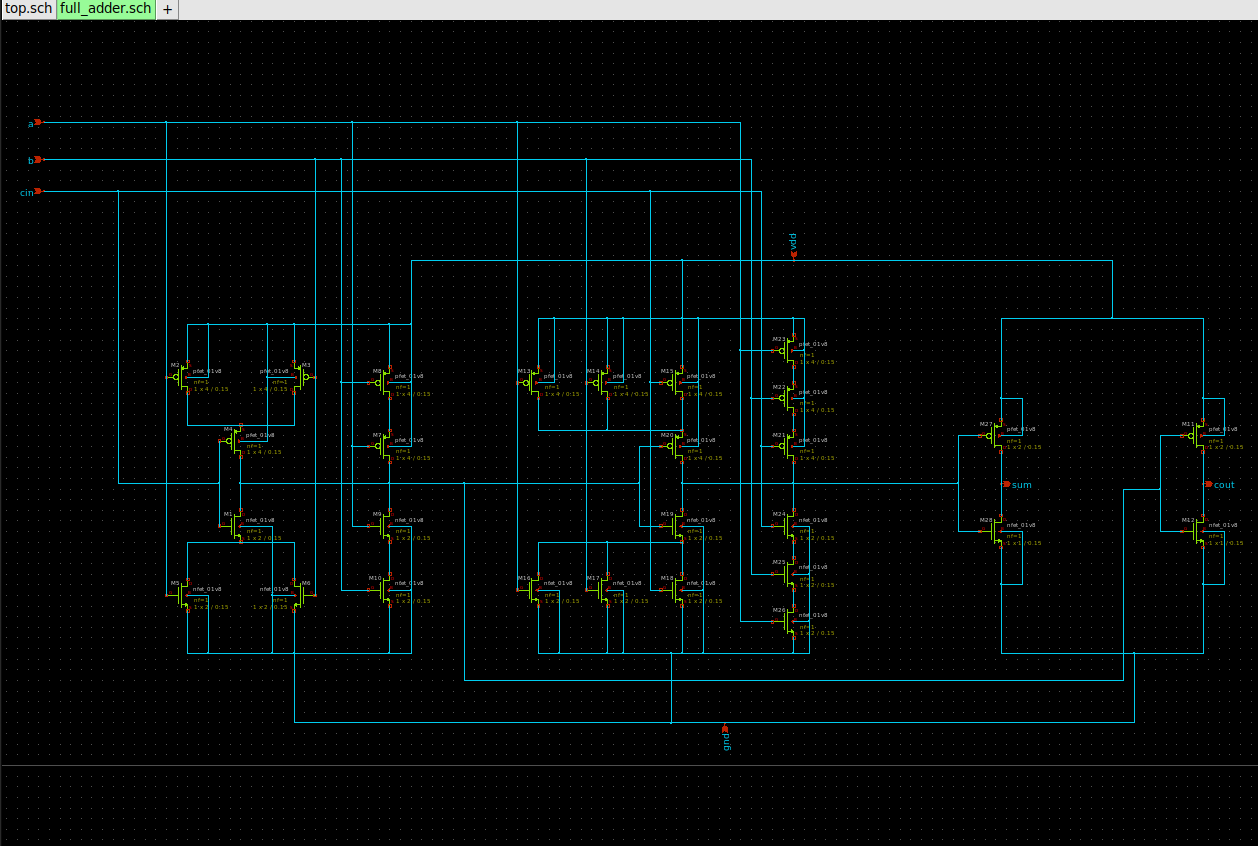 top.sch full_adder.sch +
a
b
cin
vdd
M23 pfet_01v8
nf=1
1 x 4 / 0.15
M2 pfet_01v8
nf=1
1 x 4 / 0.15
pfet_01v8 M3
nf=1
1 x 4 / 0.15
M8 pfet_01v8
nf=1
1 x 4 / 0.15
M13 pfet_01v8
nf=1
1 x 4 / 0.15
M14 pfet_01v8
nf=1
1 x 4 / 0.15
M15 pfet_01v8
nf=1
1 x 4 / 0.15
M22 pfet_01v8
nf=1
1 x 4 / 0.15
M4 pfet_01v8
nf=1
1 x 4 / 0.15
M7 pfet_01v8
nf=1
1 x 4 / 0.15
M20 pfet_01v8
nf=1
1 x 4 / 0.15
M21 pfet_01v8
nf=1
1 x 4 / 0.15
M27 pfet_01v8
nf=1
1 x 2 / 0.15
M11 pfet_01v8
nf=1
1 x 2 / 0.15
sum
cout
M1 nfet_01v8
nf=1
1 x 2 / 0.15
M9 nfet_01v8
nf=1
1 x 2 / 0.15
M19 nfet_01v8
nf=1
1 x 2 / 0.15
M24 nfet_01v8
nf=1
1 x 2 / 0.15
M28 nfet_01v8
nf=1
1 x 1 / 0.15
M12 nfet_01v8
nf=1
1 x 1 / 0.15
M5 nfet_01v8
nf=1
1 x 2 / 0.15
nfet_01v8 M6
nf=1
1 x 2 / 0.15
M10 nfet_01v8
nf=1
1 x 2 / 0.15
M16 nfet_01v8
nf=1
1 x 2 / 0.15
M17 nfet_01v8
nf=1
1 x 2 / 0.15
M18 nfet_01v8
nf=1
1 x 2 / 0.15
M25 nfet_01v8
nf=1
1 x 2 / 0.15
M26 nfet_01v8
nf=1
1 x 2 / 0.15
gnd